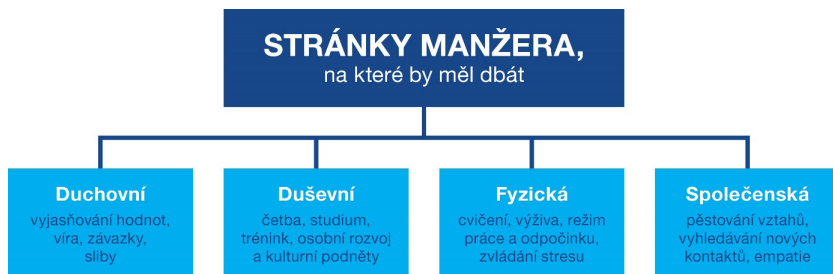 STRÁNKY MANŽERA,
na které by měl dbát
Duchovní
vyjasňování hodnot,
víra, závazky,
sliby
Duševní
četba, studium,
trénink, osobní rozvoj
a kulturní podněty
Fyzická
cvičení, výživa, režim
práce a odpočinku,
zvládání stresu
Společenská
pěstování vztahů,
vyhledávání nových
kontaktů, empatie